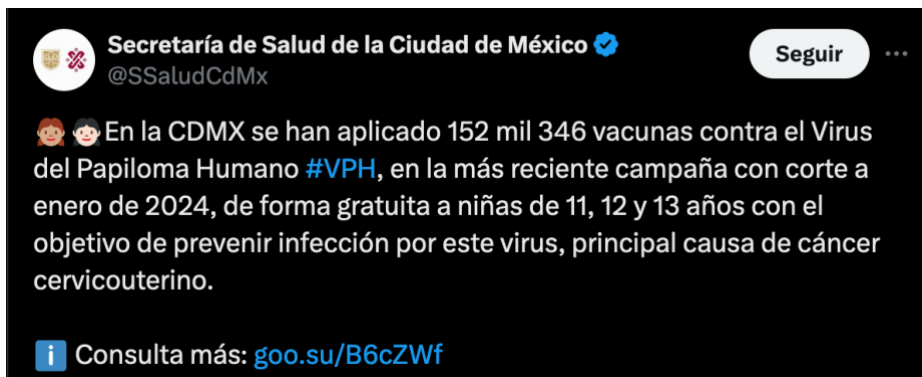 Secretaría de Salud de la Ciudad de México
@SSaludCdMx
Seguir
En la CDMX se han aplicado 152 mil 346 vacunas contra el Virus
del Papiloma Humano #VPH, en la más reciente campaña con corte a
enero de 2024, de forma gratuita a niñas de 11, 12 y 13 años con el
objetivo de prevenir infección por este virus, principal causa de cáncer
cervicouterino.
ℹ️ Consulta más: goo.su/B6cZWf